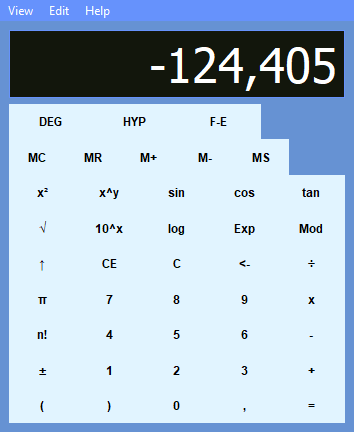 View Edit Help
-124,405
DEG HYP F-E
MC MR M+ M- MS
x² x^y sin cos tan
√ 10^x log Exp Mod
↑ CE C <- ÷
π 7 8 9 x
n! 4 5 6 -
± 1 2 3 +
( ) 0 , =